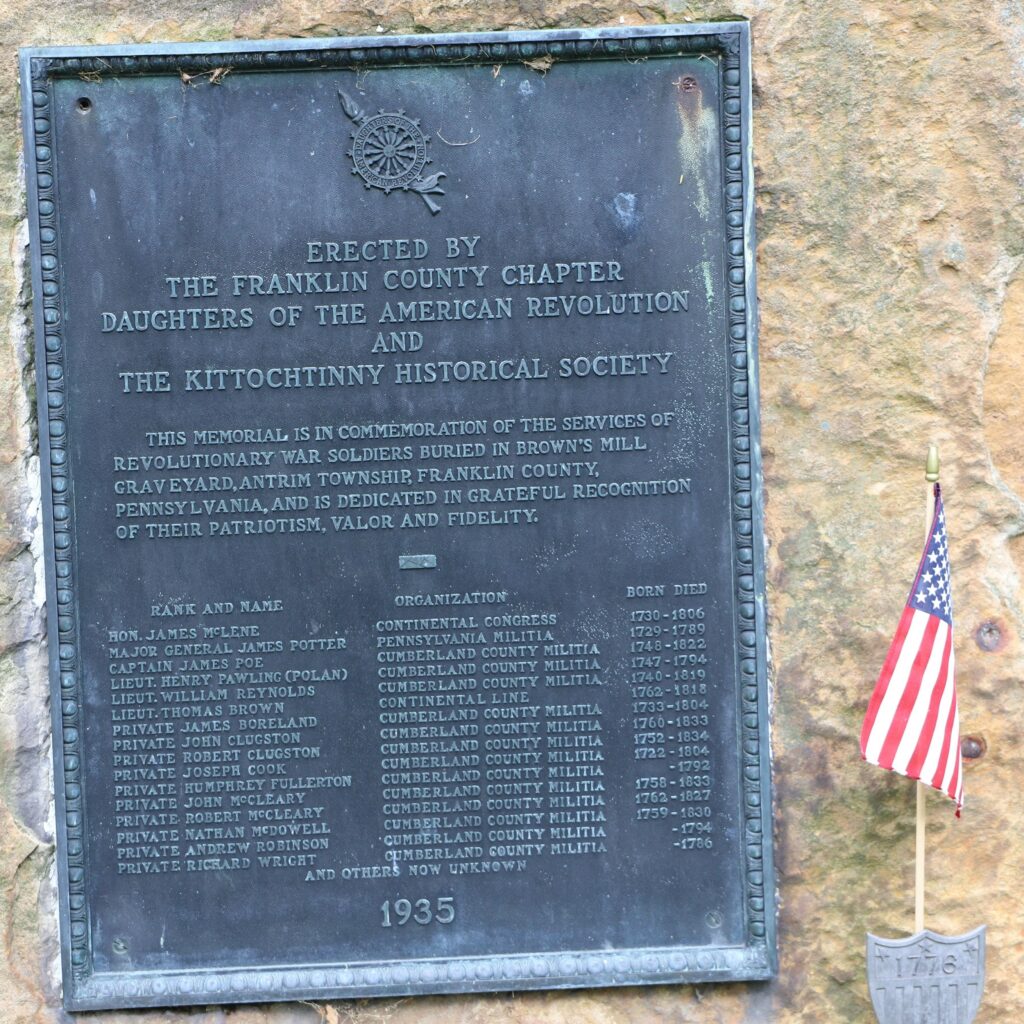 DAUGHTERS OF THE AMERICAN REVOLUTION
ERECTED BY
THE FRANKLIN COUNTY CHAPTER
DAUGHTERS OF THE AMERICAN REVOLUTION
AND
THE KITTOCHTINNY HISTORICAL SOCIETY
THIS MEMORIAL IS IN COMMEMORATION OF THE SERVICES OF
REVOLUTIONARY WAR SOLDIERS BURIED IN BROWN'S MILL
GRAVEYARD, ANTRIM TOWNSHIP, FRANKLIN COUNTY,
PENNSYLVANIA, AND IS DEDICATED IN GRATEFUL RECOGNITION
OF THEIR PATRIOTISM, VALOR AND FIDELITY.
RANK AND NAME ORGANIZATION BORN DIED
HON. JAMES McLENE CONTINENTAL CONGRESS 1730-1806
MAJOR GENERAL JAMES POTTER PENNSYLVANIA MILITIA 1729-1789
CAPTAIN JAMES POE CUMBERLAND COUNTY MILITIA 1748-1822
LIEUT. HENRY PAWLING (POLAN) CUMBERLAND COUNTY MILITIA 1747-1794
LIEUT. WILLIAM REYNOLDS CUMBERLAND COUNTY MILITIA 1740-1819
LIEUT. THOMAS BROWN CONTINENTAL LINE 1762-1818
PRIVATE JAMES BORELAND CUMBERLAND COUNTY MILITIA 1733-1804
PRIVATE JOHN CLUGSTON CUMBERLAND COUNTY MILITIA 1760-1833
PRIVATE ROBERT CLUGSTON CUMBERLAND COUNTY MILITIA 1752-1834
PRIVATE JOSEPH COOK CUMBERLAND COUNTY MILITIA 1722-1804
PRIVATE HUMPHREY FULLERTON CUMBERLAND COUNTY MILITIA -1792
PRIVATE JOHN McCLEARY CUMBERLAND COUNTY MILITIA 1758-1833
PRIVATE ROBERT McCLEARY CUMBERLAND COUNTY MILITIA 1762-1827
PRIVATE NATHAN McDOWELL CUMBERLAND COUNTY MILITIA 1759-1830
PRIVATE ANDREW ROBINSON CUMBERLAND COUNTY MILITIA -1794
PRIVATE RICHARD WRIGHT CUMBERLAND COUNTY MILITIA -1786
AND OTHERS NOW UNKNOWN
1935
1776